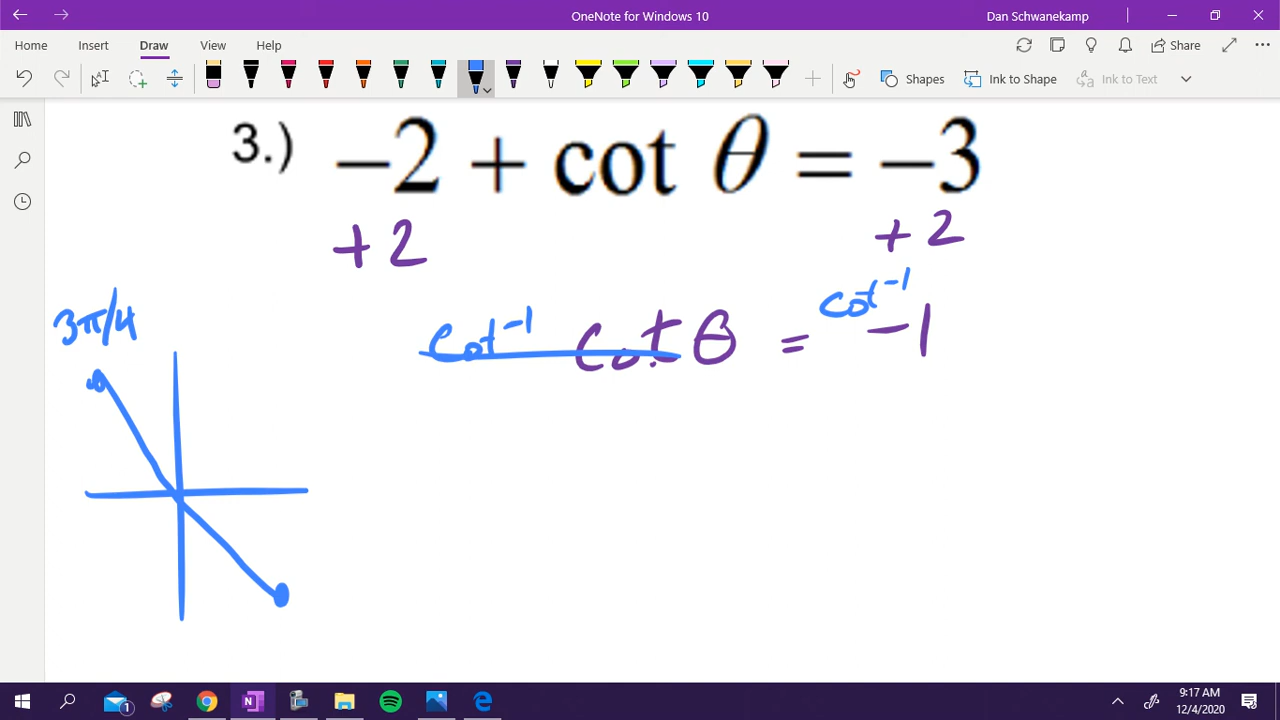 OneNote for Windows 10
Dan Schwanekamp
Home Insert Draw View Help
Share
Shapes Ink to Shape Ink to Text
3.) −2 + cot θ = −3
+2 +2
3π/4
cot⁻¹ cot θ = cot⁻¹ −1
1
N
9:17 AM
12/4/2020